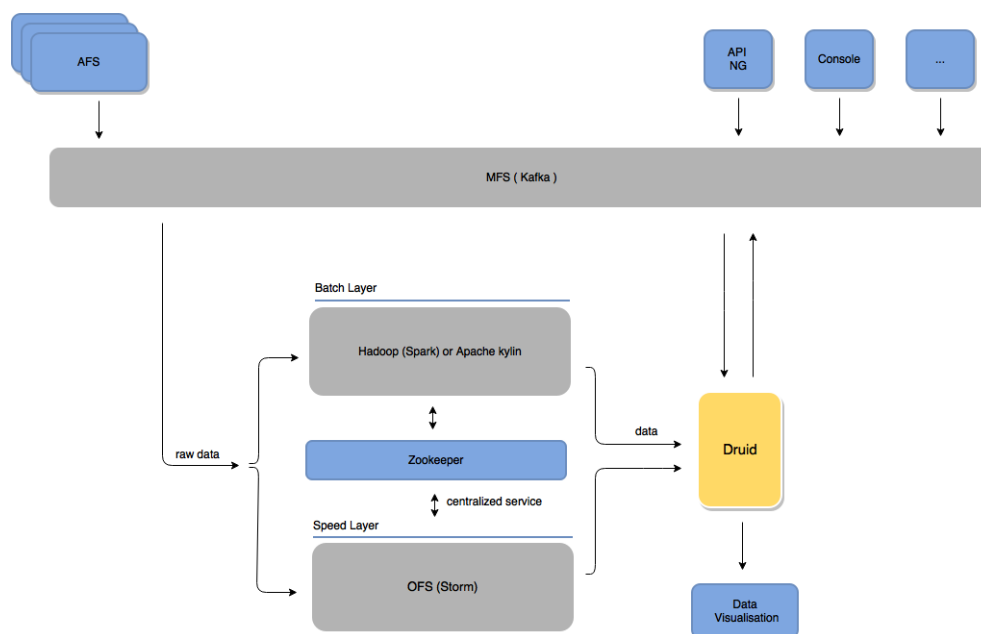 AFS
API
NG
Console
...
MFS ( Kafka )
Batch Layer
Hadoop (Spark) or Apache kylin
raw data
Zookeeper
data
Druid
centralized service
Speed Layer
OFS (Storm)
Data
Visualisation